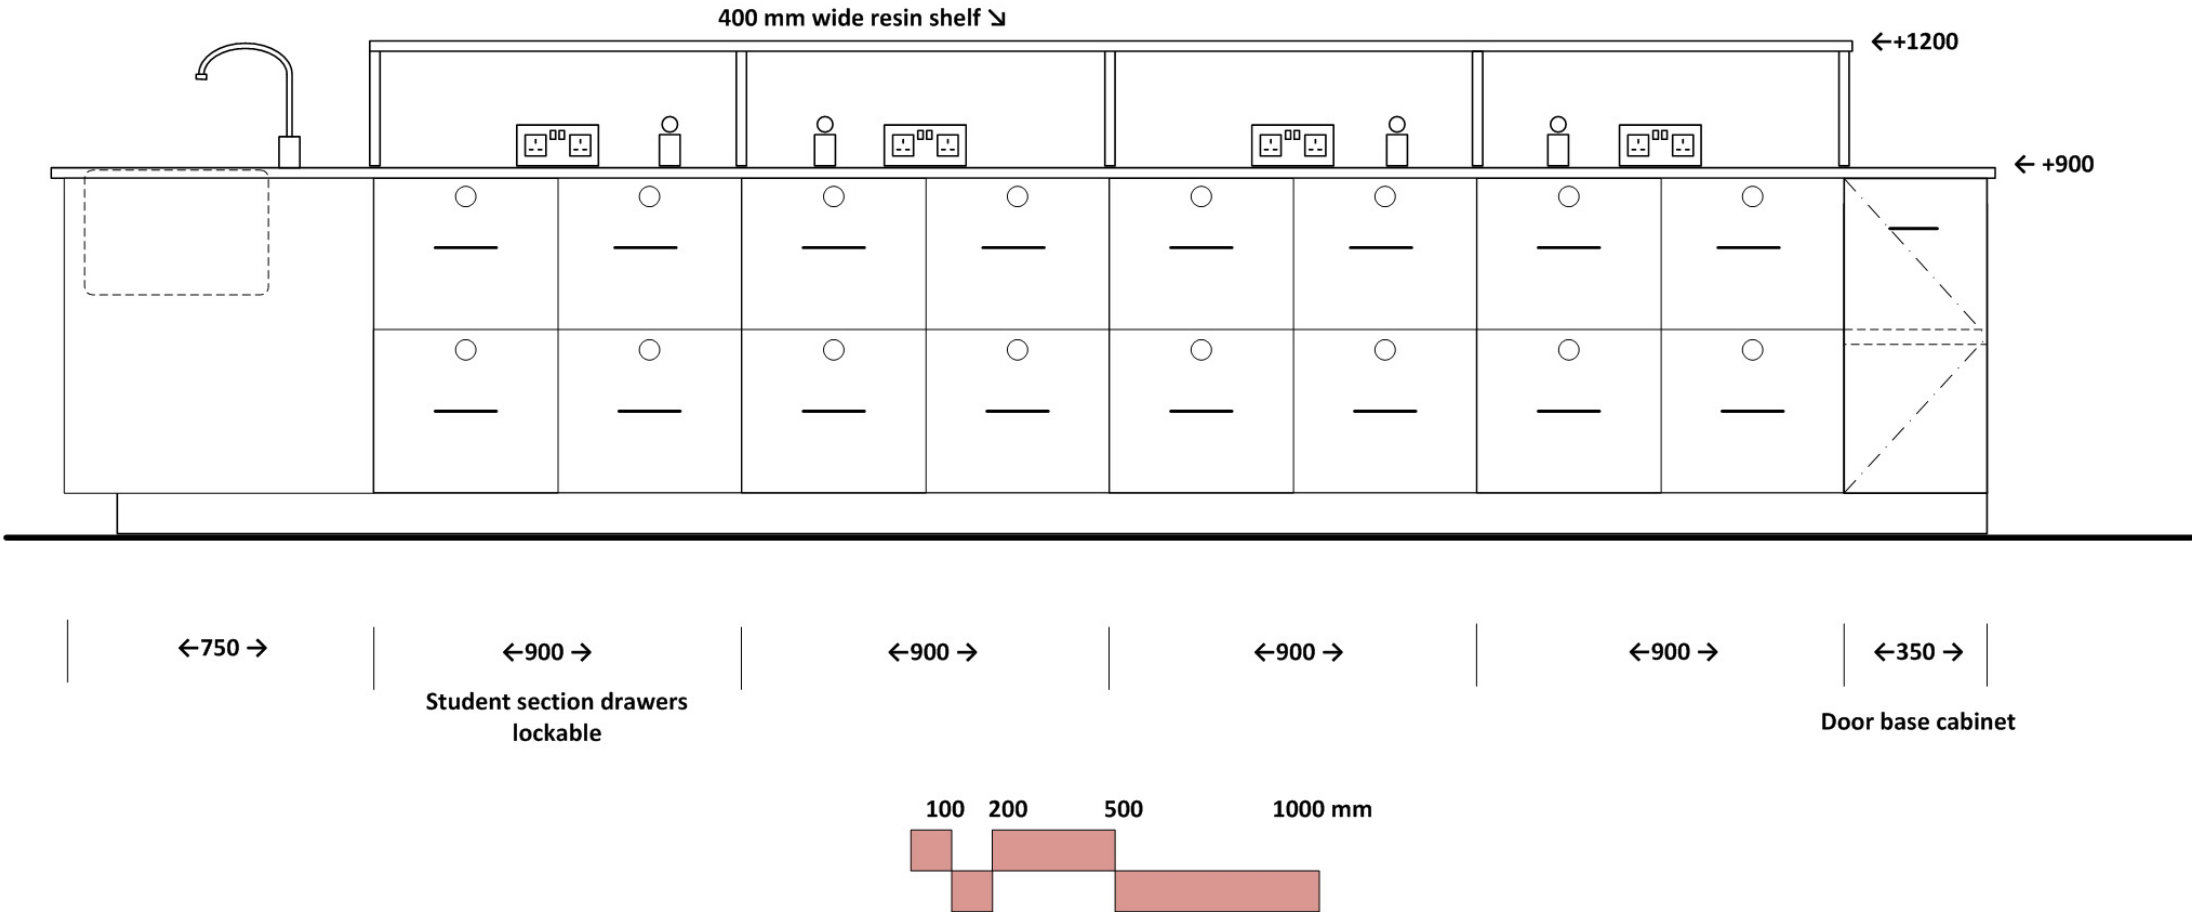 400 mm wide resin shelf ↘
←+1200
← +900
←750 →
←900 →
←900 →
←900 →
←900 →
←350 →
Student section drawers
lockable
Door base cabinet
100 200 500 1000 mm